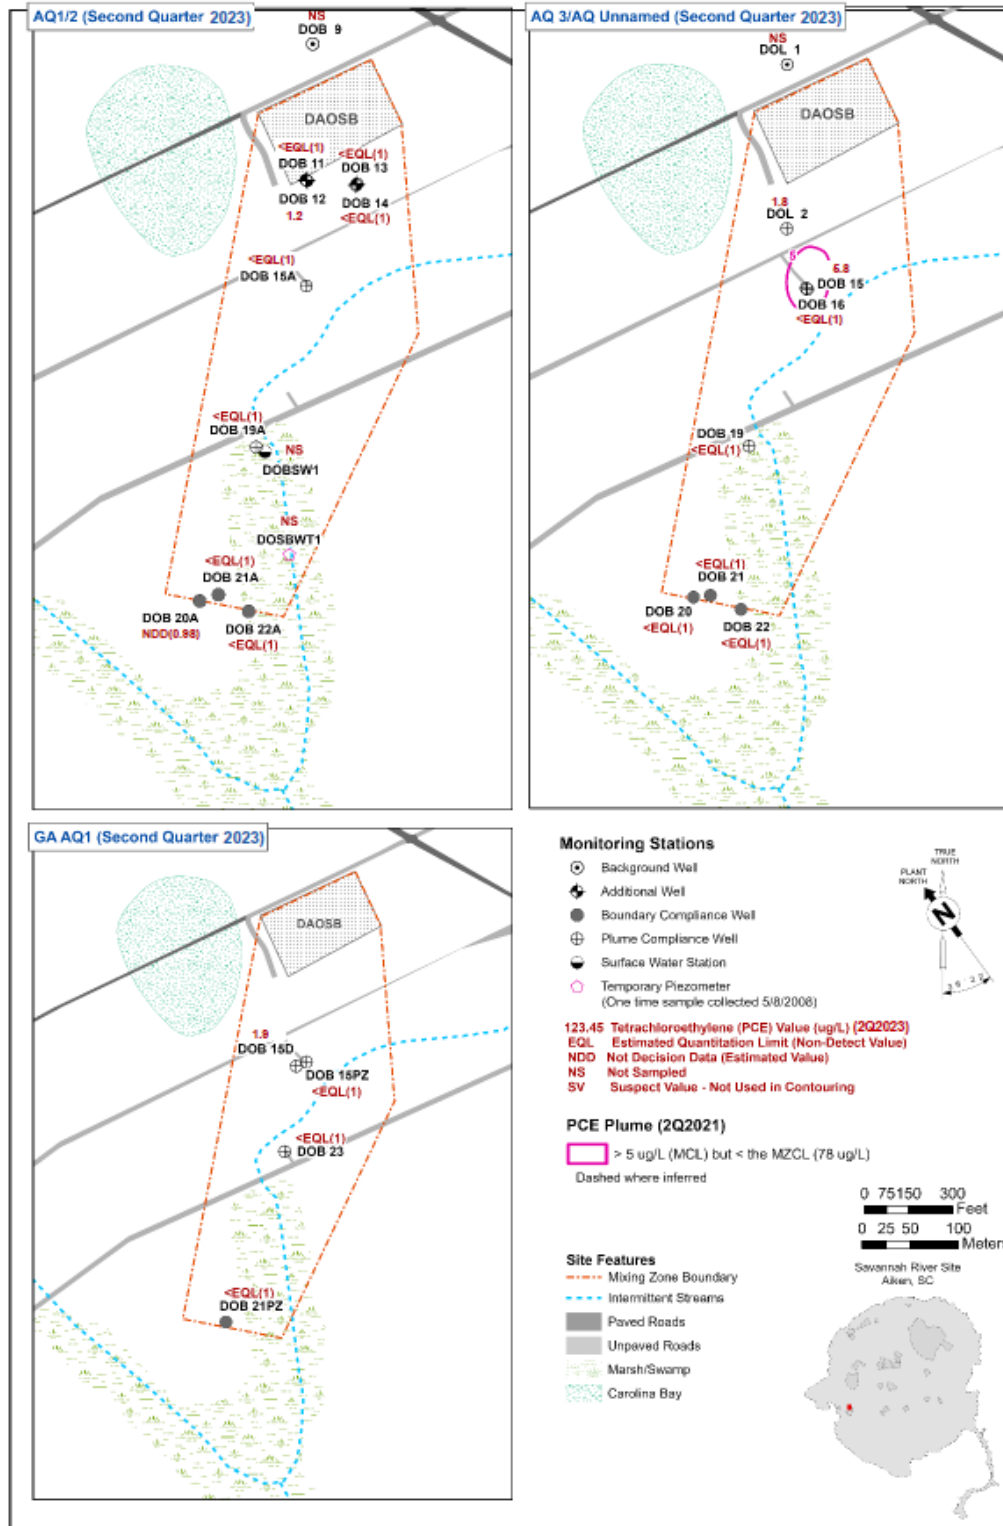 AQ1/2 (Second Quarter 2023)
NS
DOB 9
DAOSB
<EQL(1)
DOB 11
<EQL(1)
DOB 13
DOB 12
DOB 14
1.2
<EQL(1)
<EQL(1)
DOB 15A
<EQL(1)
DOB 19A
NS
DOBSW1
NS
DOSBWT1
<EQL(1)
DOB 21A
DOB 20A
NDD(0.98)
DOB 22A
<EQL(1)
AQ 3/AQ Unnamed (Second Quarter 2023)
NS
DOL 1
DAOSB
1.8
DOL 2
5
5.8
DOB 15
DOB 16
<EQL(1)
DOB 19
<EQL(1)
<EQL(1)
DOB 21
DOB 20
<EQL(1)
DOB 22
<EQL(1)
GA AQ1 (Second Quarter 2023)
DAOSB
1.9
DOB 15D
DOB 15PZ
<EQL(1)
<EQL(1)
DOB 23
<EQL(1)
DOB 21PZ
Monitoring Stations
Background Well
Additional Well
Boundary Compliance Well
Plume Compliance Well
Surface Water Station
Temporary Piezometer
(One time sample collected 5/8/2008)
TRUE
NORTH
PLANT
NORTH
N
123.45 Tetrachloroethylene (PCE) Value (ug/L) (2Q2023)
EQL Estimated Quantitation Limit (Non-Detect Value)
NDD Not Decision Data (Estimated Value)
NS Not Sampled
SV Suspect Value - Not Used in Contouring
PCE Plume (2Q2021)
> 5 ug/L (MCL) but < the MZCL (78 ug/L)
Dashed where inferred
0 75150 300
Feet
0 25 50 100
Meters
Site Features
Mixing Zone Boundary
Intermittent Streams
Paved Roads
Unpaved Roads
Marsh/Swamp
Carolina Bay
Savannah River Site
Aiken, SC